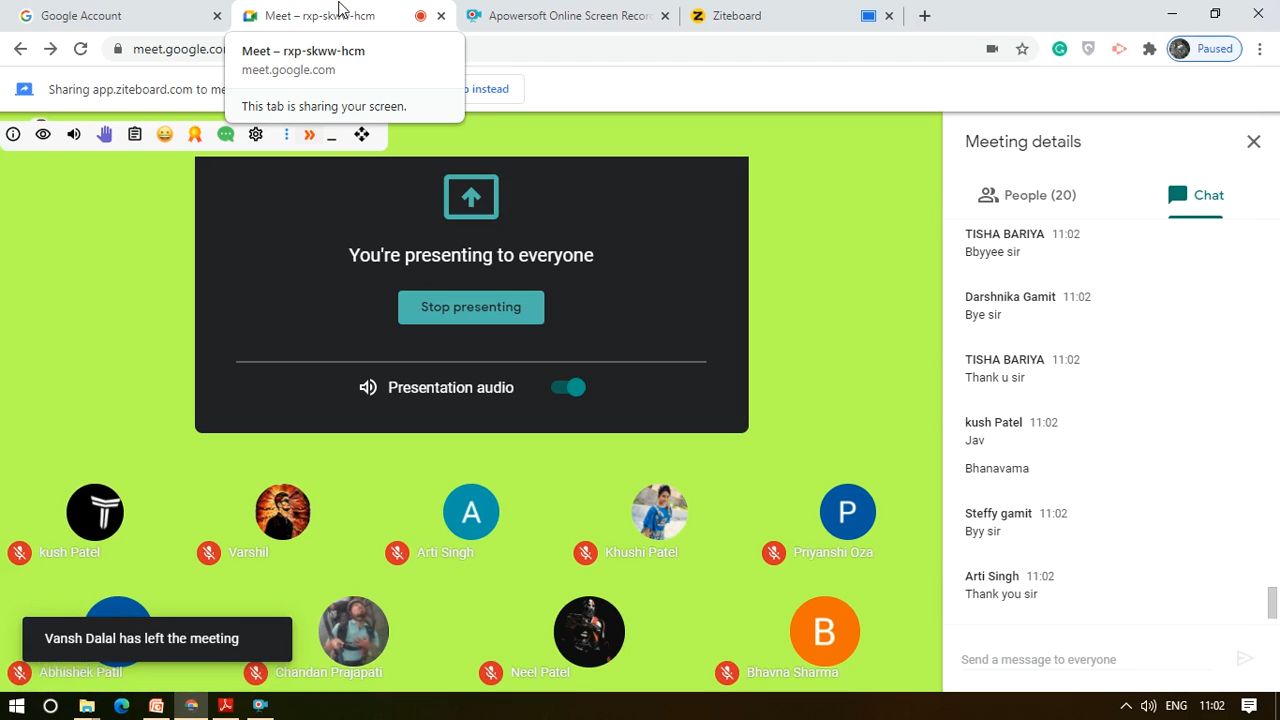 Google Account
Meet – rxp-skww-hcm
Apowersoft Online Screen Recor
Ziteboard
meet.google.co
Paused
Meet – rxp-skww-hcm
meet.google.com
This tab is sharing your screen.
Sharing app.ziteboard.com to me
instead
You're presenting to everyone
Stop presenting
Presentation audio
kush Patel
Varshil
A
Arti Singh
Khushi Patel
P
Priyanshi Oza
Vansh Dalal has left the meeting
Abhishek Patil
Chandan Prajapati
Neel Patel
B
Bhavna Sharma
Meeting details
People (20)
Chat
TISHA BARIYA 11:02
Bbyyee sir
Darshnika Gamit 11:02
Bye sir
TISHA BARIYA 11:02
Thank u sir
kush Patel 11:02
Jav
Bhanavama
Steffy gamit 11:02
Byy sir
Arti Singh 11:02
Thank you sir
Send a message to everyone
ENG
11:02